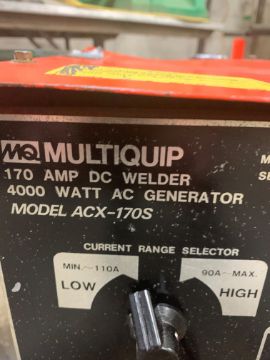 MQ MULTIQUIP
170 AMP DC WELDER
4000 WATT AC GENERATOR
MODEL ACX-170S
CURRENT RANGE SELECTOR
MIN.~110A
90A~MAX.
LOW
HIGH